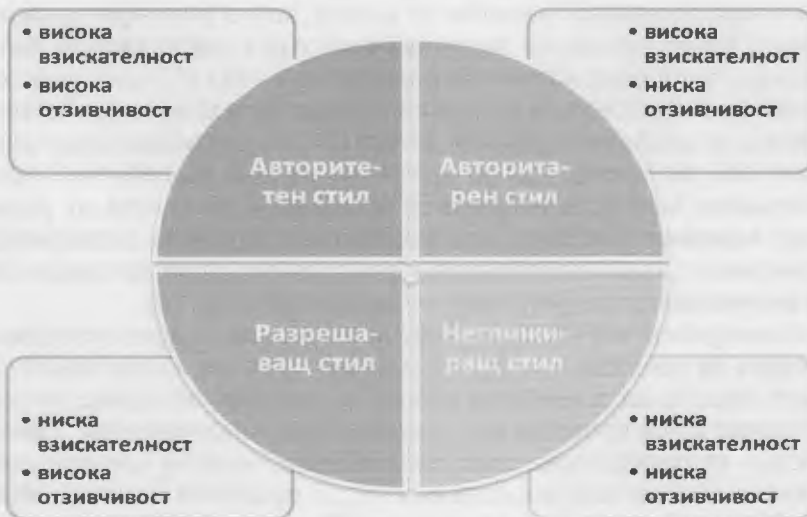 • висока
взискателност
• висока
отзивчивост
• висока
взискателност
• ниска
отзивчивост
Авторите-
тен стил
Авторита-
рен стил
Разреша-
ващ стил
Неглижи-
ращ стил
• ниска
взискателност
• висока
отзивчивост
• ниска
взискателност
• ниска
отзивчивост